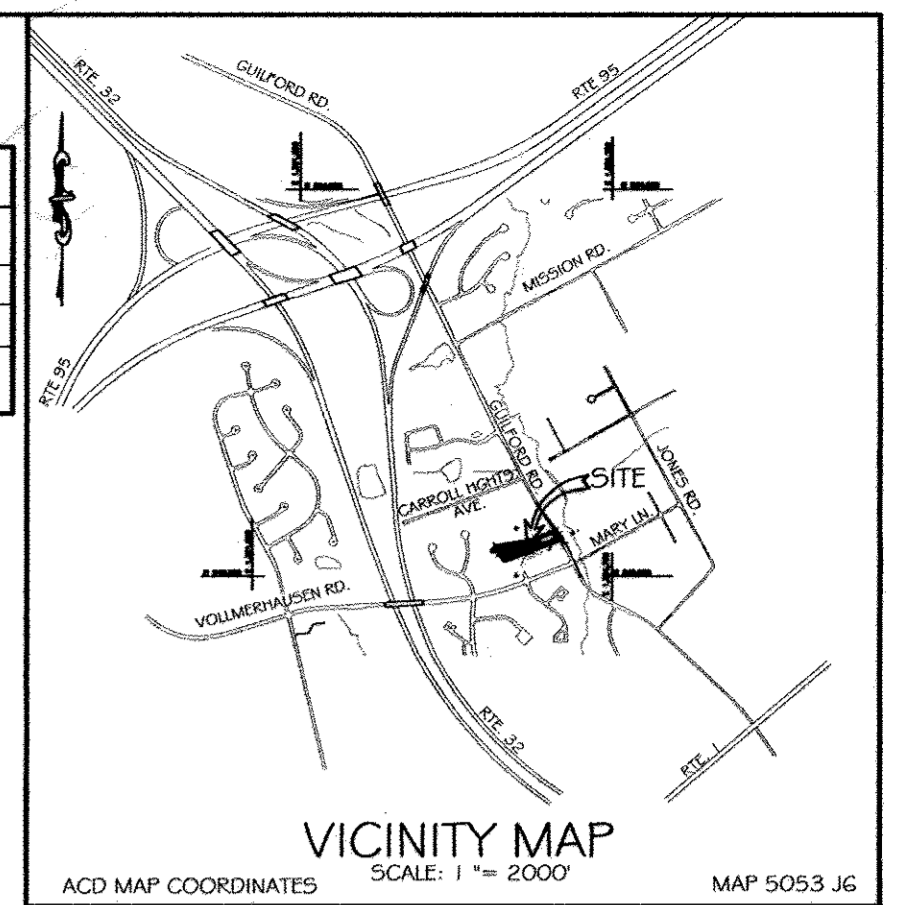 RTE. 32
GUILFORD RD.
RTE 95
MISSION RD.
RTE 95
GUILFORD RD.
JONES RD.
SITE
CARROLL HGHTS.
AVE.
MARY LN.
VOLLMERHAUSEN RD.
RTE. 32
RTE. 1
VICINITY MAP
SCALE: 1 "= 2000'
ACD MAP COORDINATES
MAP 5053 J6